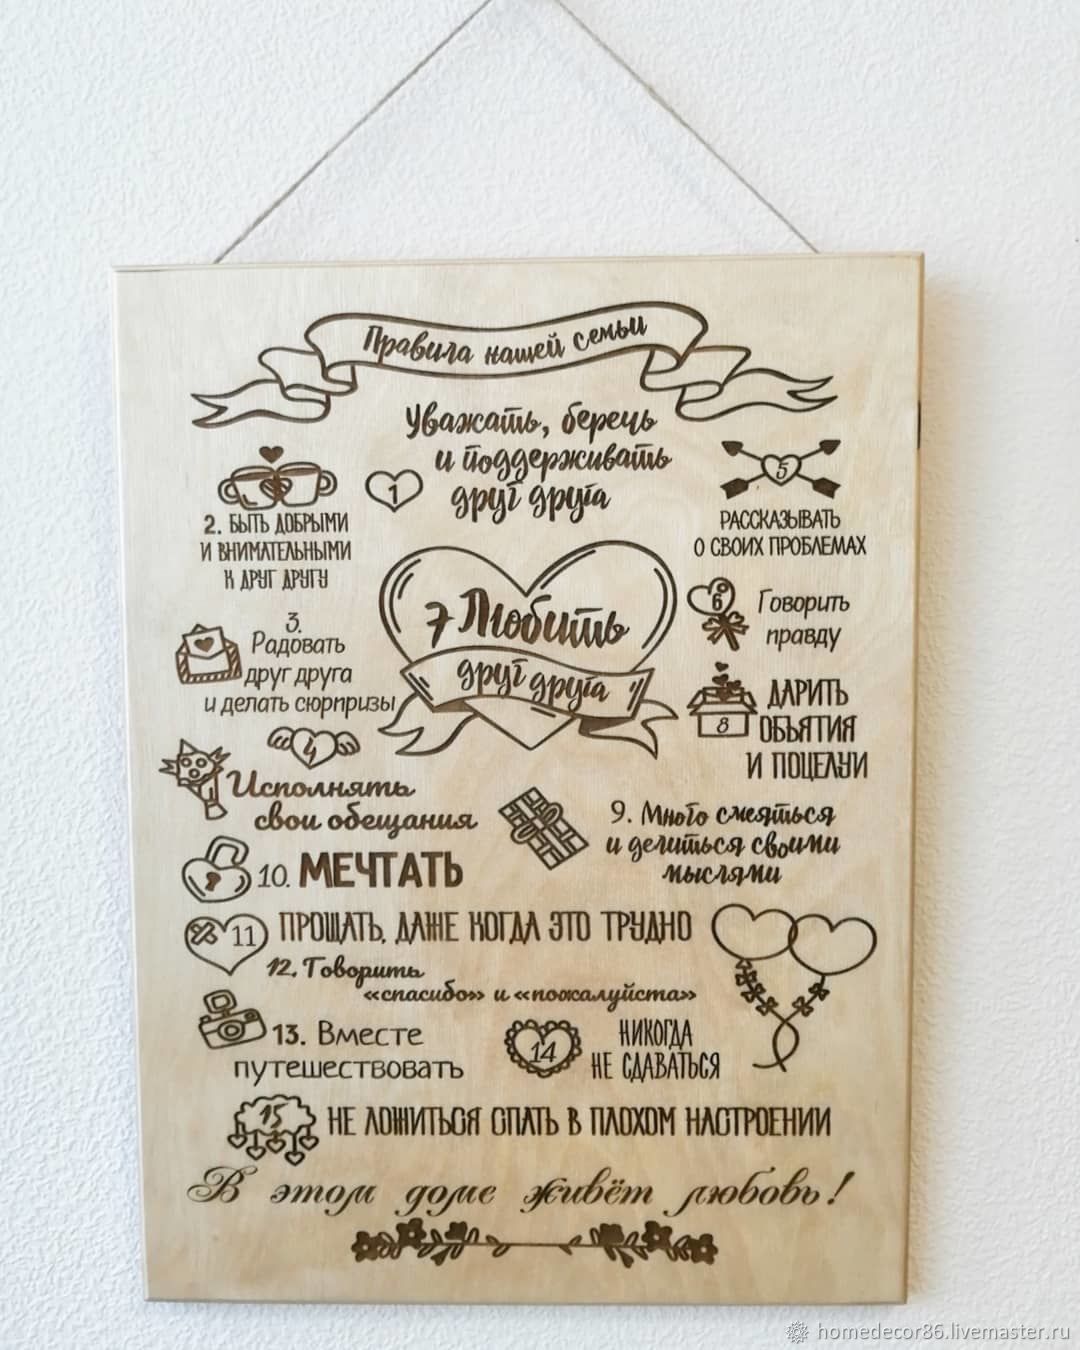 Правила нашей семьи
Уважать, беречь
и поддерживать
1
друг друга
2. БЫТЬ ДОБРЫМИ
И ВНИМАТЕЛЬНЫМИ
К ДРУГ ДРУГУ
3.
Радовать
друг друга
и делать сюрпризы
4
Исполнять
свои обещания
5
РАССКАЗЫВАТЬ
О СВОИХ ПРОБЛЕМАХ
6
Говорить
правду
7 Любить
друг друга
8
ДАРИТЬ
ОБЪЯТИЯ
И ПОЦЕЛУИ
9. Много смеяться
и делиться своими
мыслями
10. МЕЧТАТЬ
11 ПРОЩАТЬ, ДАЖЕ КОГДА ЭТО ТРУДНО
12. Говорить
«спасибо» и «пожалуйста»
13. Вместе
путешествовать
14
НИКОГДА
НЕ СДАВАТЬСЯ
15 НЕ ЛОЖИТЬСЯ СПАТЬ В ПЛОХОМ НАСТРОЕНИИ
В этом доме живёт любовь!
homedecor86.livemaster.ru